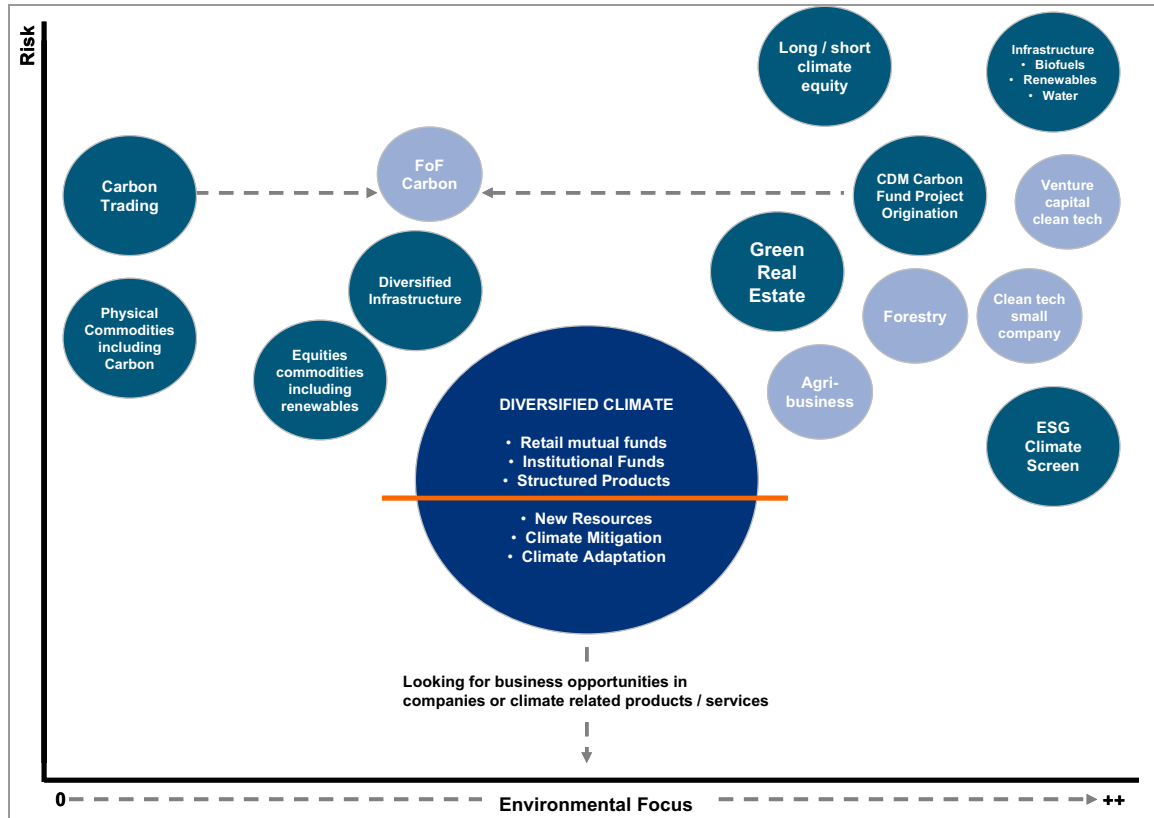 Risk
Long / short
climate
equity
Infrastructure
• Biofuels
• Renewables
• Water
Carbon
Trading
FoF
Carbon
CDM Carbon
Fund Project
Origination
Venture
capital
clean tech
Green
Real
Estate
Diversified
Infrastructure
Physical
Commodities
including
Carbon
Forestry
Clean tech
small
company
Equities
commodities
including
renewables
Agri-
business
DIVERSIFIED CLIMATE
• Retail mutual funds
• Institutional Funds
• Structured Products
• New Resources
• Climate Mitigation
• Climate Adaptation
ESG
Climate
Screen
Looking for business opportunities in
companies or climate related products / services
0
Environmental Focus
++